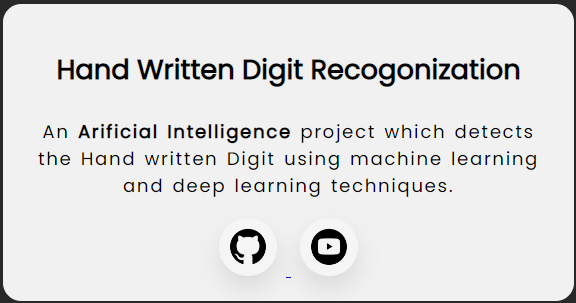 Hand Written Digit Recogonization
An Arificial Intelligence project which detects
the Hand written Digit using machine learning
and deep learning techniques.